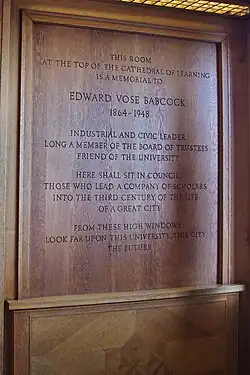 THIS ROOM
AT THE TOP OF THE CATHEDRAL OF LEARNING
IS A MEMORIAL TO
EDWARD VOSE BABCOCK
1864-1948
INDUSTRIAL AND CIVIC LEADER
LONG A MEMBER OF THE BOARD OF TRUSTEES
FRIEND OF THE UNIVERSITY
HERE SHALL SIT IN COUNCIL
THOSE WHO LEAD A COMPANY OF SCHOLARS
INTO THE THIRD CENTURY OF THE LIFE
OF A GREAT CITY
FROM THESE HIGH WINDOWS
LOOK FAR UPON THIS UNIVERSITY, THIS CITY
THE FUTURE